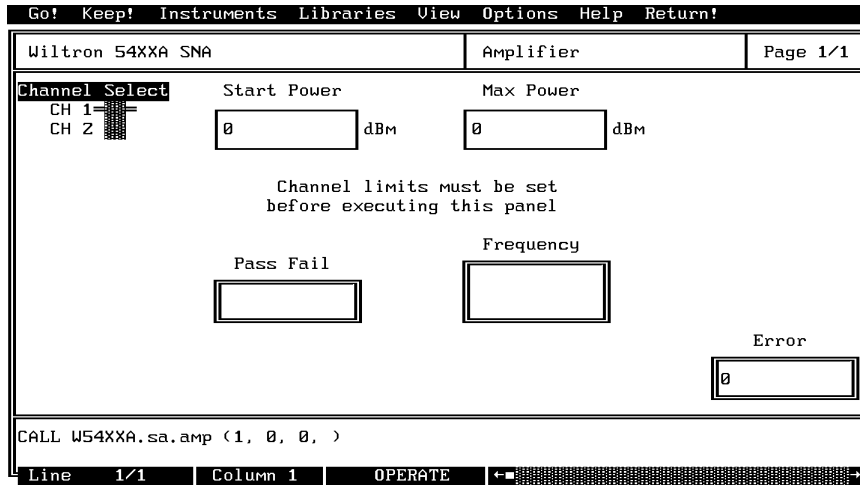 Go! Keep! Instruments Libraries View Options Help Return!
Wiltron 54XXA SNA
Amplifier
Page 1/1
Channel Select
CH 1
CH 2
Start Power
0
dBm
Max Power
0
dBm
Channel limits must be set
before executing this panel
Pass Fail
Frequency
Error
0
CALL W54XXA.sa.amp (1, 0, 0, )
Line 1/1 Column 1 OPERATE